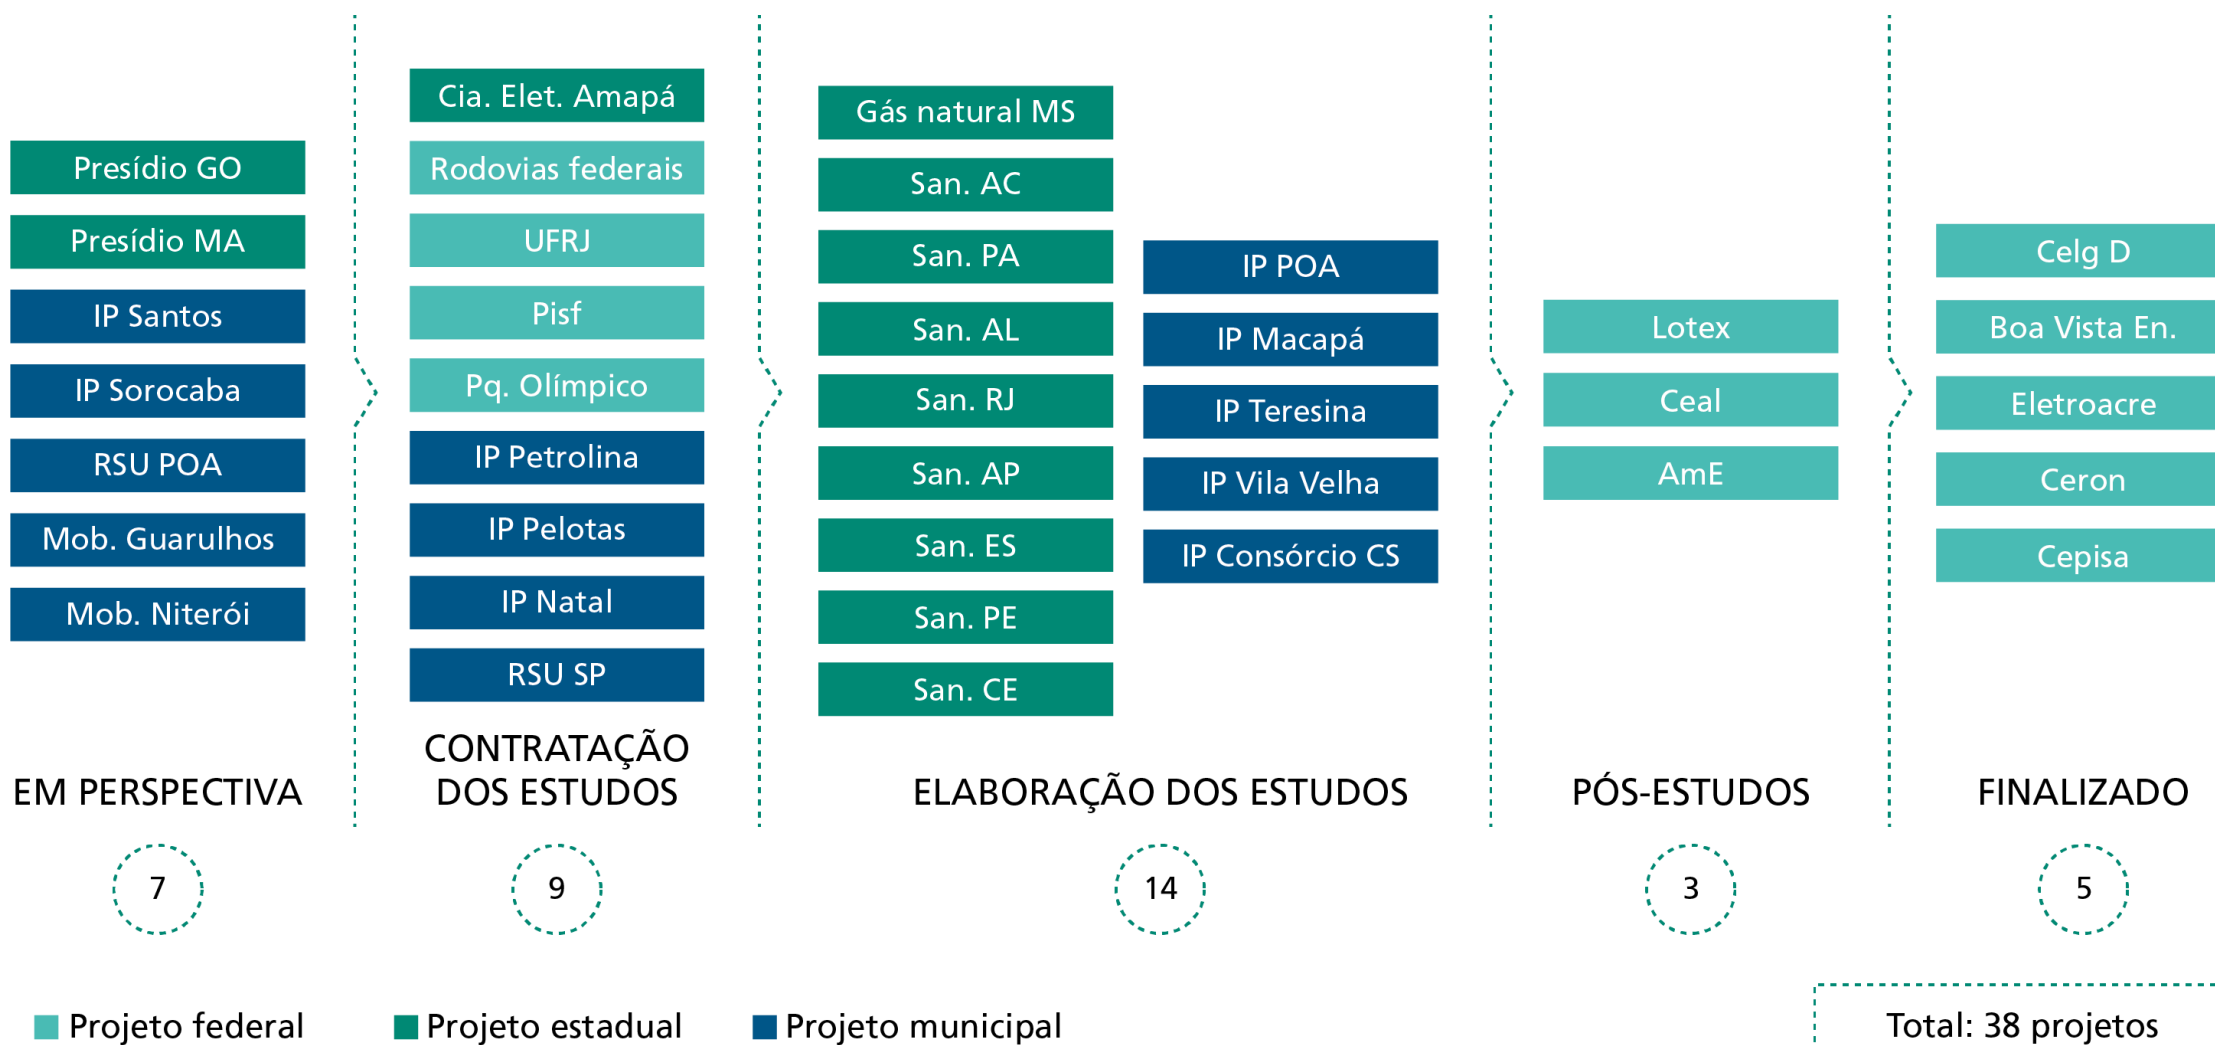 Presídio GO
Presídio MA
IP Santos
IP Sorocaba
RSU POA
Mob. Guarulhos
Mob. Niterói
EM PERSPECTIVA
7
Cia. Elet. Amapá
Rodovias federais
UFRJ
Pisf
Pq. Olímpico
IP Petrolina
IP Pelotas
IP Natal
RSU SP
CONTRATAÇÃO
DOS ESTUDOS
9
Gás natural MS
San. AC
San. PA
San. AL
San. RJ
San. AP
San. ES
San. PE
San. CE
IP POA
IP Macapá
IP Teresina
IP Vila Velha
IP Consórcio CS
ELABORAÇÃO DOS ESTUDOS
14
Lotex
Ceal
AmE
PÓS-ESTUDOS
3
Celg D
Boa Vista En.
Eletroacre
Ceron
Cepisa
FINALIZADO
5
Projeto federal
Projeto estadual
Projeto municipal
Total: 38 projetos